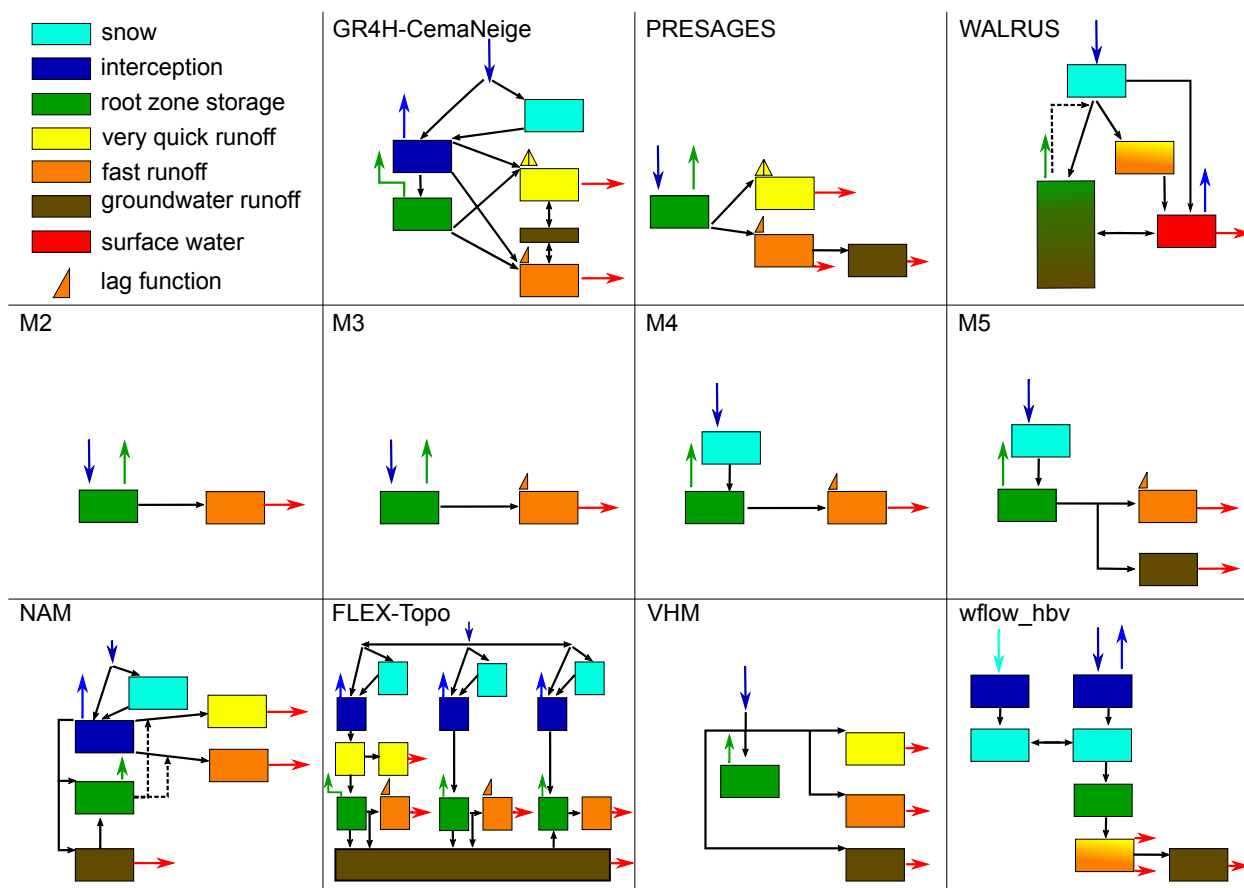 snow
interception
root zone storage
very quick runoff
fast runoff
groundwater runoff
surface water
lag function
GR4H-CemaNeige
PRESAGES
WALRUS
M2
M3
M4
M5
NAM
FLEX-Topo
VHM
wflow_hbv